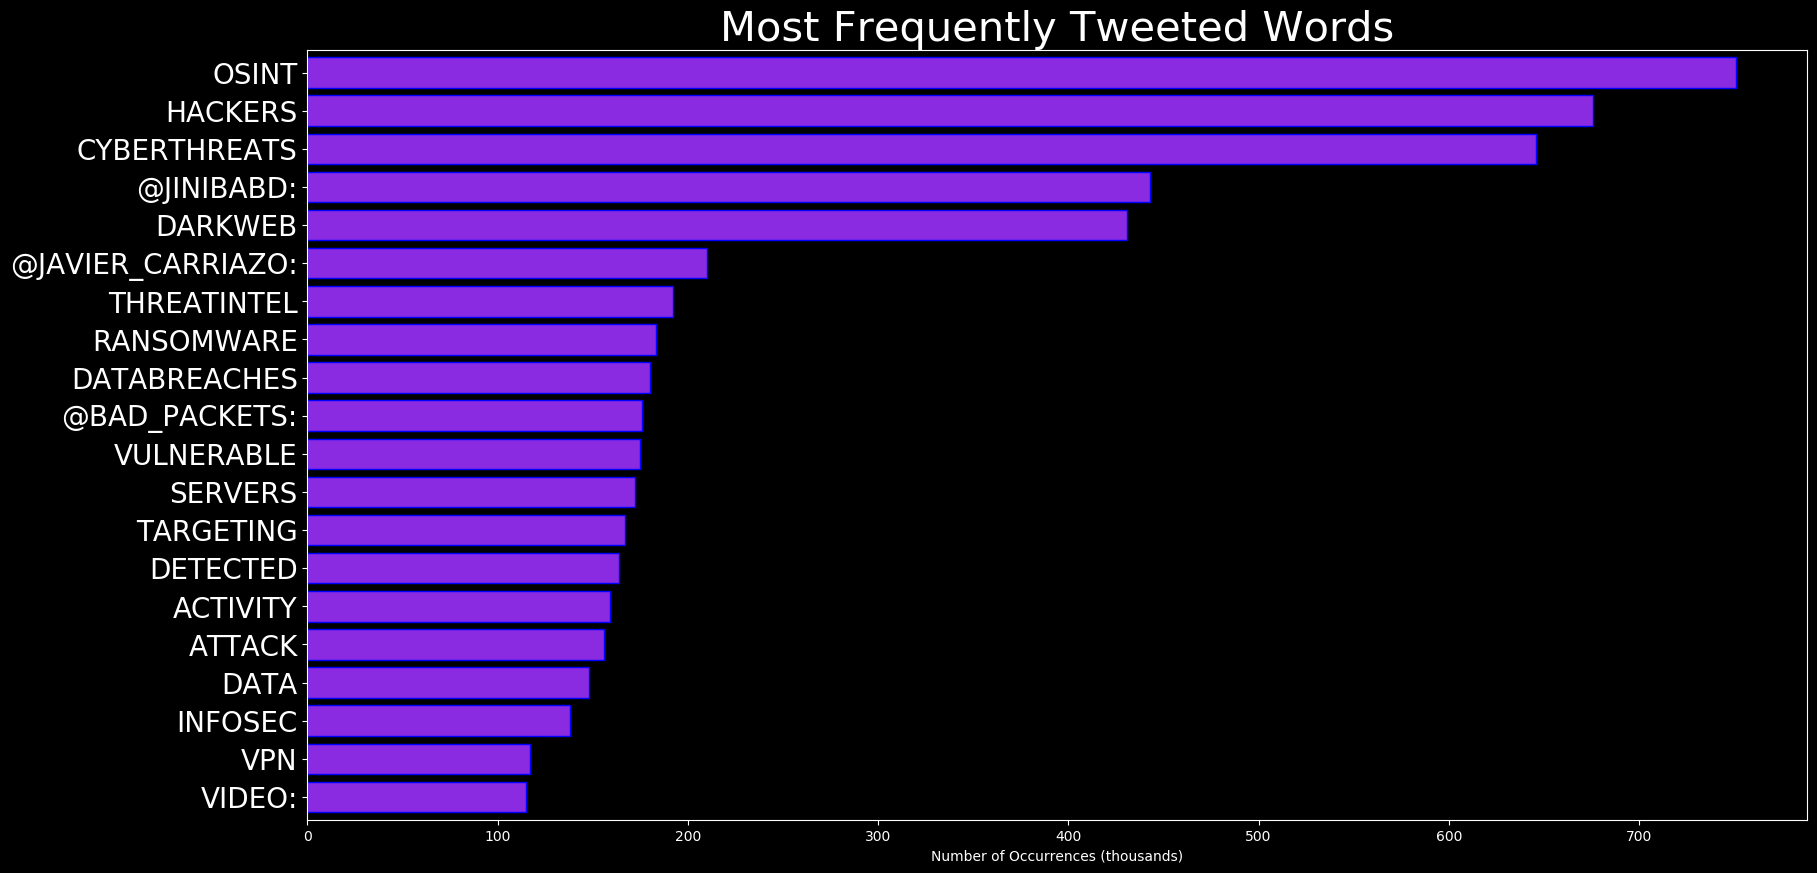 Most Frequently Tweeted Words
OSINT
HACKERS
CYBERTHREATS
@JINIBABD:
DARKWEB
@JAVIER_CARRIAZO:
THREATINTEL
RANSOMWARE
DATABREACHES
@BAD_PACKETS:
VULNERABLE
SERVERS
TARGETING
DETECTED
ACTIVITY
ATTACK
DATA
INFOSEC
VPN
VIDEO:
0 100 200 300 400 500 600 700
Number of Occurrences (thousands)